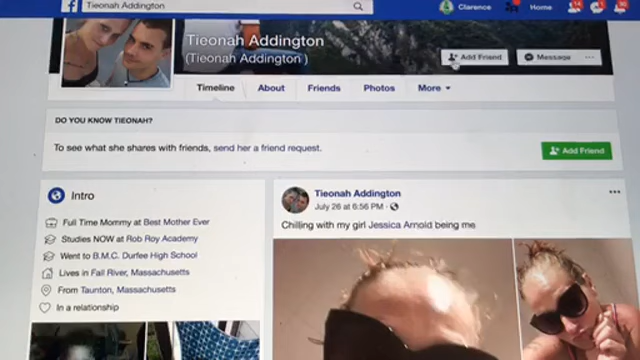 f Tieonah Addington
Clarence Home 14
Tieonah Addington
(Tieonah Addington )
Add Friend Message ...
Timeline About Friends Photos More
DO YOU KNOW TIEONAH?
To see what she shares with friends, send her a friend request.
Add Friend
Intro
Full Time Mommy at Best Mother Ever
Studies NOW at Rob Roy Academy
Went to B.M.C. Durfee High School
Lives in Fall River, Massachusetts
From Taunton, Massachusetts
In a relationship
Tieonah Addington
July 26 at 6:56 PM ·
Chilling with my girl Jessica Arnold being me